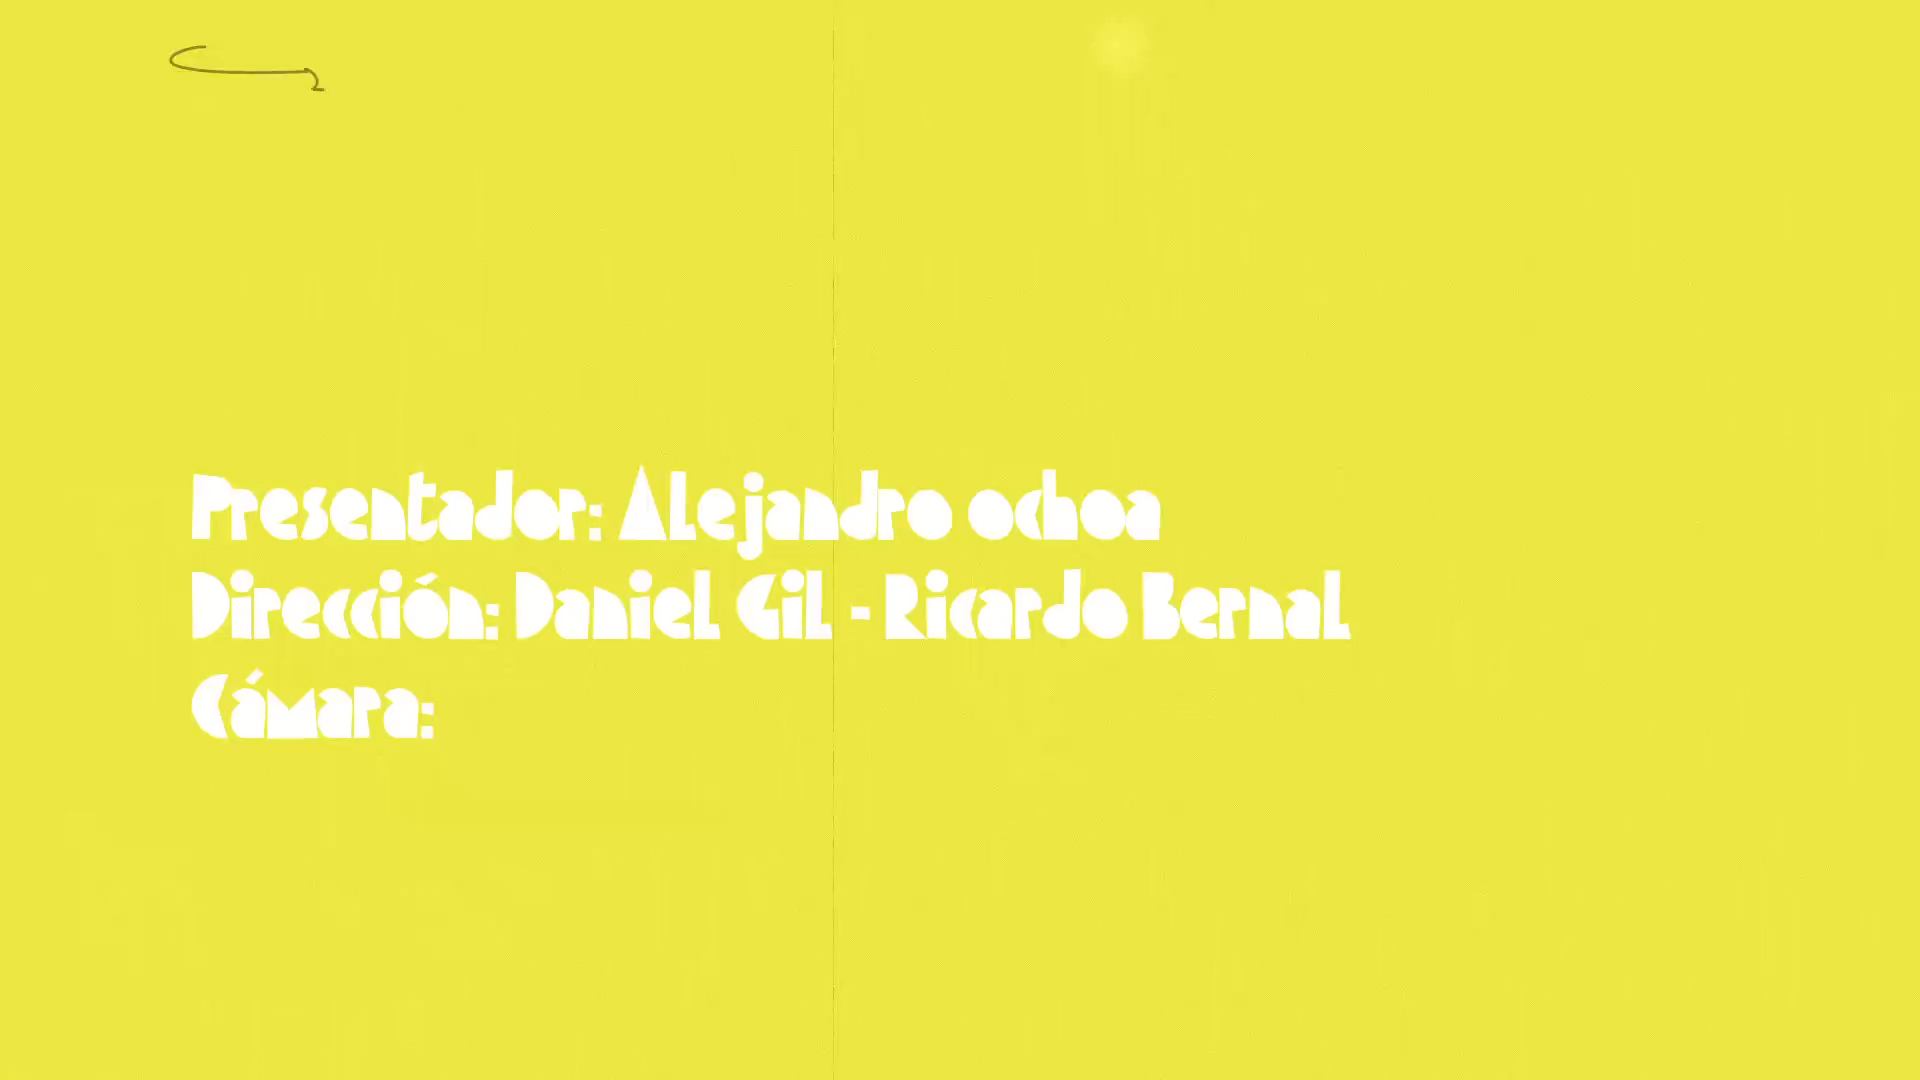 Presentador: Alejandro ochoa
Dirección: Daniel Gil - Ricardo Bernal
Cámara: